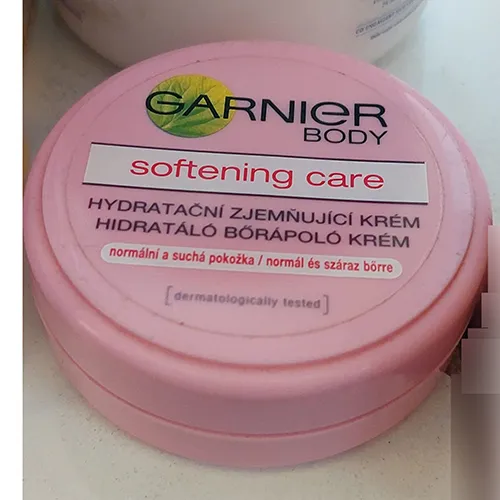 GARNIER
BODY
softening care
HYDRATAČNÍ ZJEMŇUJÍCÍ KRÉM
HIDRATÁLÓ BŐRÁPOLÓ KRÉM
normální a suchá pokožka / normál és száraz bőrre
[ dermatologically tested ]